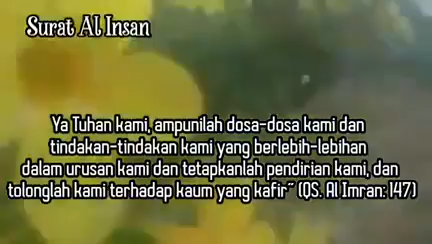 Surat Al Insan
Ya Tuhan kami, ampunilah dosa-dosa kami dan
tindakan-tindakan kami yang berlebih-lebihan
dalam urusan kami dan tetapkanlah pendirian kami, dan
tolonglah kami terhadap kaum yang kafir” (QS. Al Imran: 147)